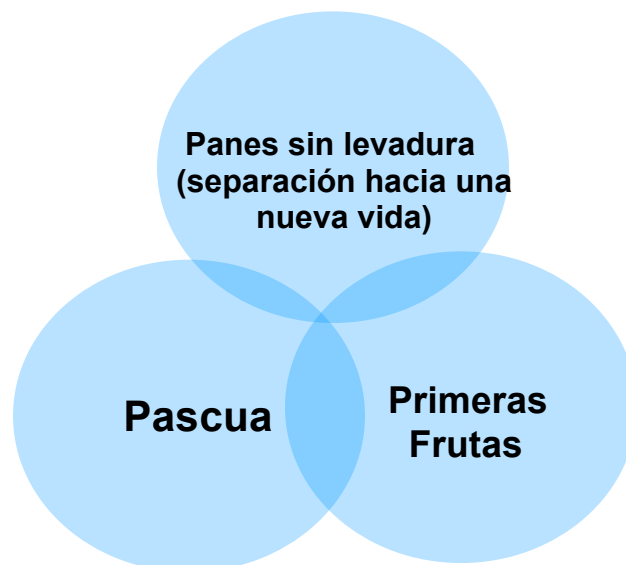 Panes sin levadura
(separación hacia una
nueva vida)
Pascua
Primeras
Frutas